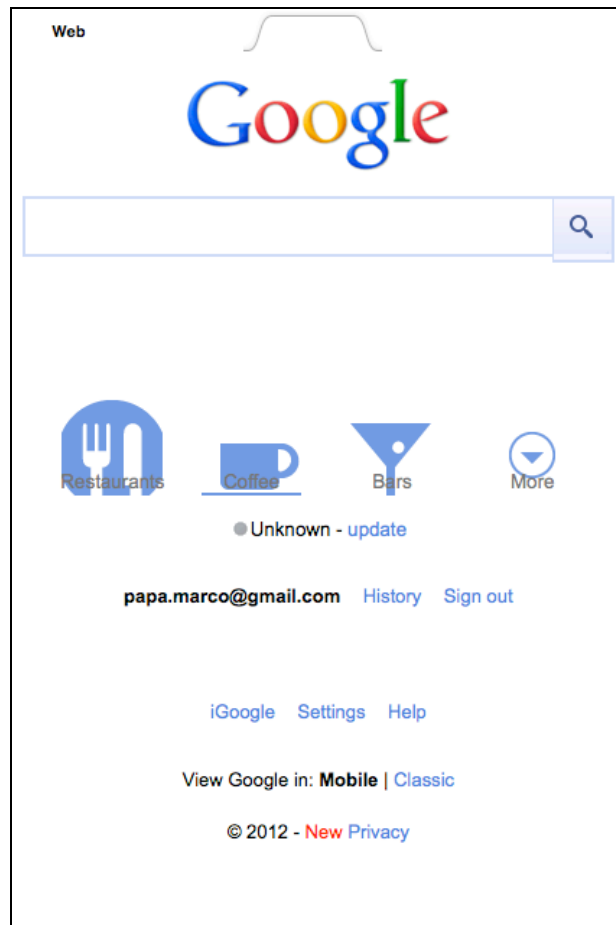 Web
Google
Restaurants Coffee Bars More
Unknown - update
papa.marco@gmail.com History Sign out
iGoogle Settings Help
View Google in: Mobile | Classic
© 2012 - New Privacy